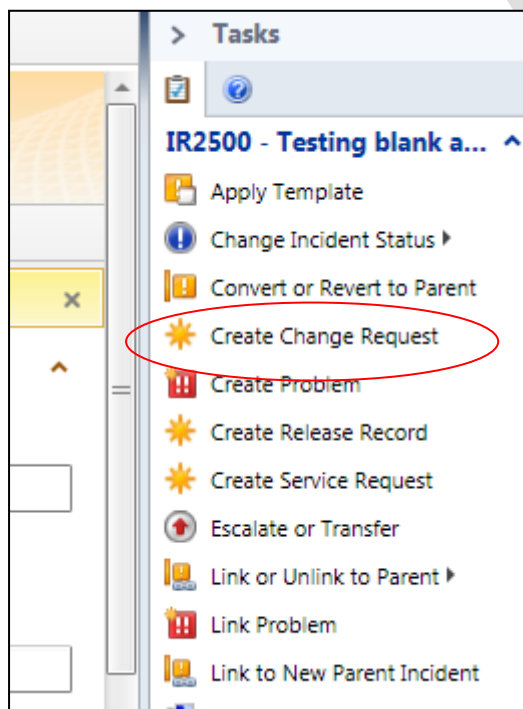 Tasks
IR2500 - Testing blank a...
Apply Template
Change Incident Status
Convert or Revert to Parent
Create Change Request
Create Problem
Create Release Record
Create Service Request
Escalate or Transfer
Link or Unlink to Parent
Link Problem
Link to New Parent Incident